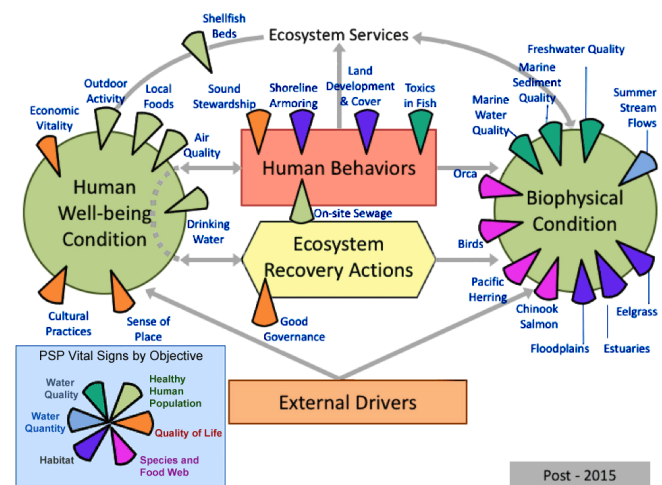 Shellfish
Beds
Ecosystem Services
Freshwater Quality
Outdoor
Activity
Local
Foods
Sound
Stewardship
Shoreline
Armoring
Land
Development
& Cover
Toxics
in Fish
Marine
Sediment
Quality
Marine
Water
Quality
Summer
Stream
Flows
Economic
Vitality
Air
Quality
Human
Well-being
Condition
Human Behaviors
Orca
Biophysical
Condition
On-site Sewage
Drinking
Water
Birds
Ecosystem
Recovery Actions
Pacific
Herring
Chinook
Salmon
Eelgrass
Cultural
Practices
Sense of
Place
Good
Governance
Floodplains
Estuaries
PSP Vital Signs by Objective
Water
Quality
Healthy
Human
Population
Water
Quantity
Quality of Life
Habitat
Species and
Food Web
External Drivers
Post - 2015